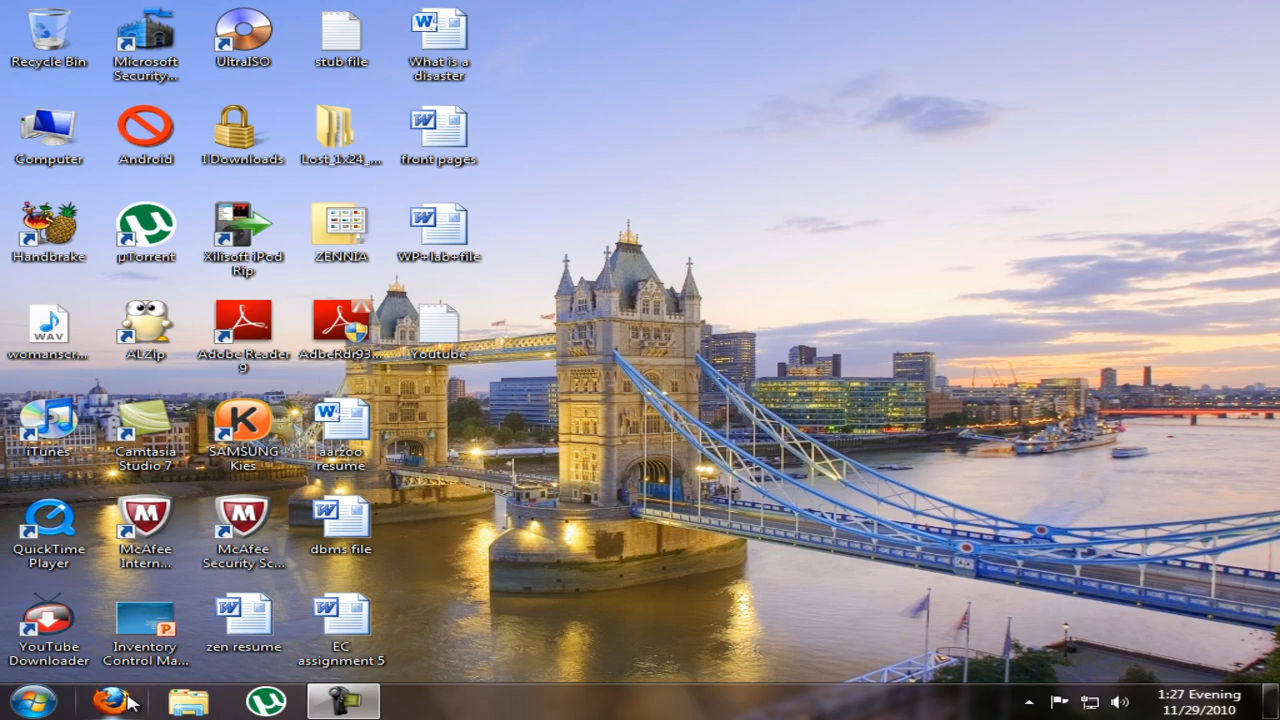 Recycle Bin
Microsoft
Security...
UltraISO
stub file
What is a
disaster
Computer
Android
Downloads
Lost_1x24_...
front pages
Handbrake
µTorrent
Xilisoft iPod
Rip
ZENNIA
WP+lab+file
WAV
womanscr...
ALZip
Adobe Reader
9
AdbeRdr93...
Youtube
iTunes
Camtasia
Studio 7
SAMSUNG
Kies
aarzoo
resume
QuickTime
Player
McAfee
Intern...
McAfee
Security Sc...
dbms file
YouTube
Downloader
Inventory
Control Ma...
zen resume
EC
assignment 5
1:27 Evening
11/29/2010